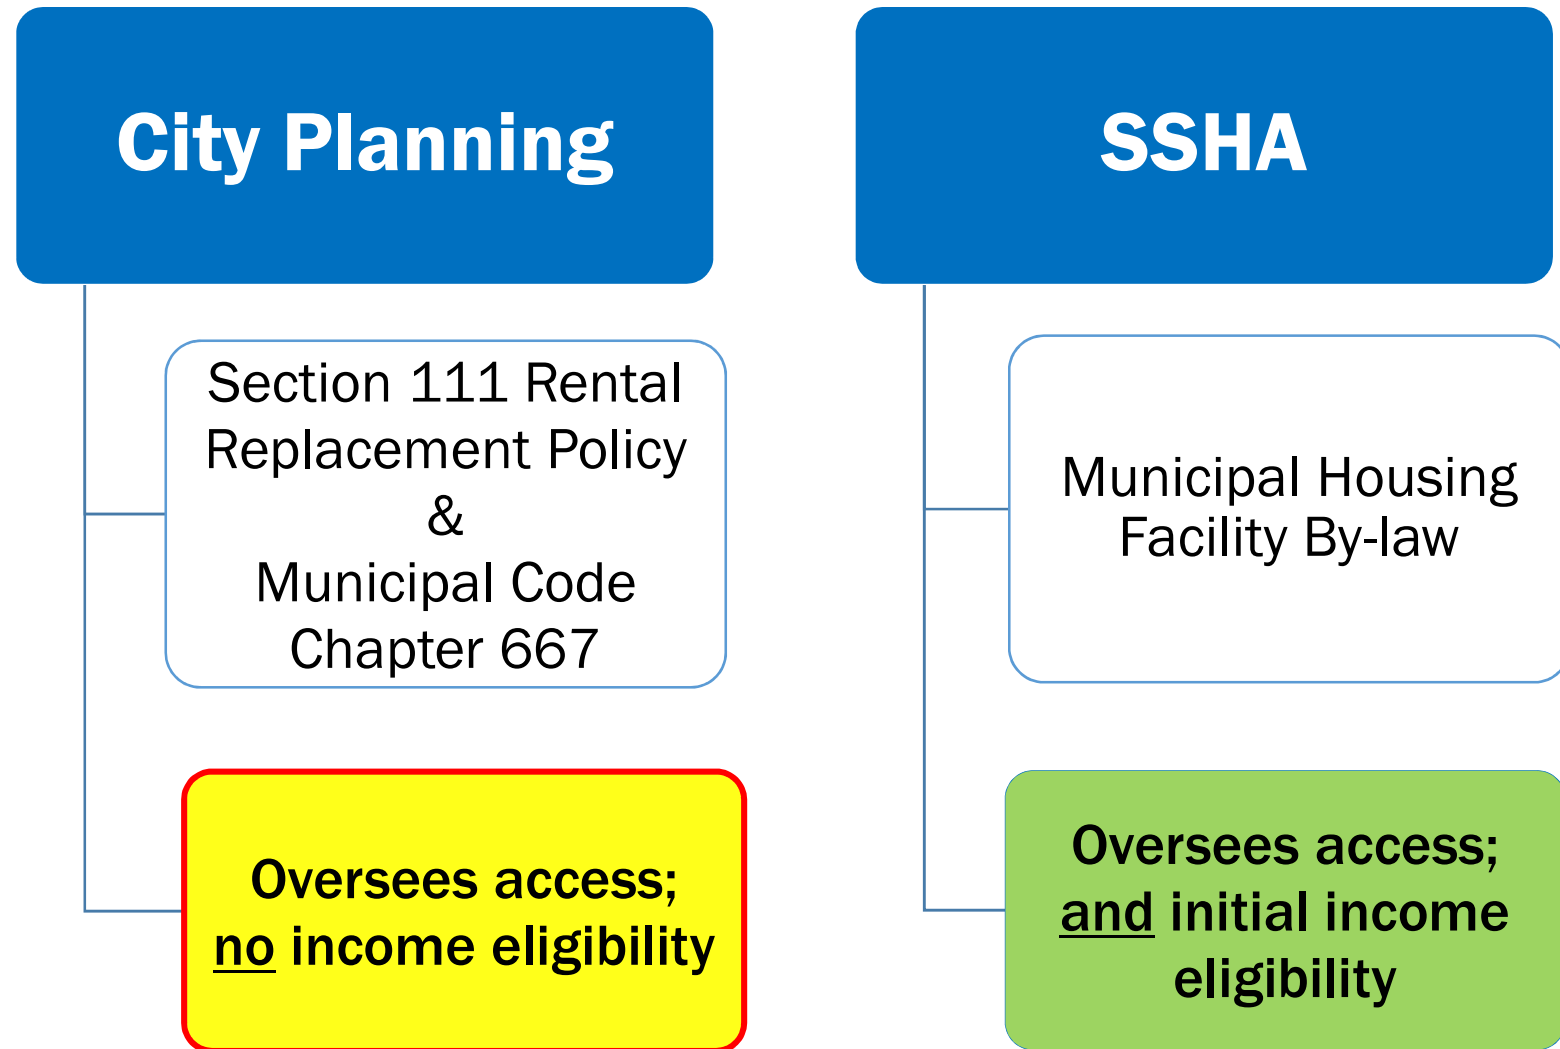 City Planning
Section 111 Rental
Replacement Policy
&
Municipal Code
Chapter 667
Oversees access;
no income eligibility
SSHA
Municipal Housing
Facility By-law
Oversees access;
and initial income
eligibility